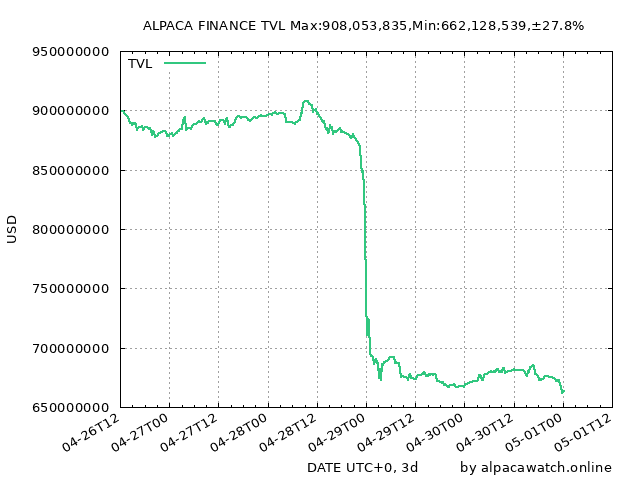 ALPACA FINANCE TVL Max:908,053,835,Min:662,128,539,±27.8%
TVL
950000000
900000000
850000000
800000000
750000000
700000000
650000000
USD
04-26T12
04-27T00
04-27T12
04-28T00
04-28T12
04-29T00
04-29T12
04-30T00
04-30T12
05-01T00
05-01T12
DATE UTC+0, 3d
by alpacawatch.online